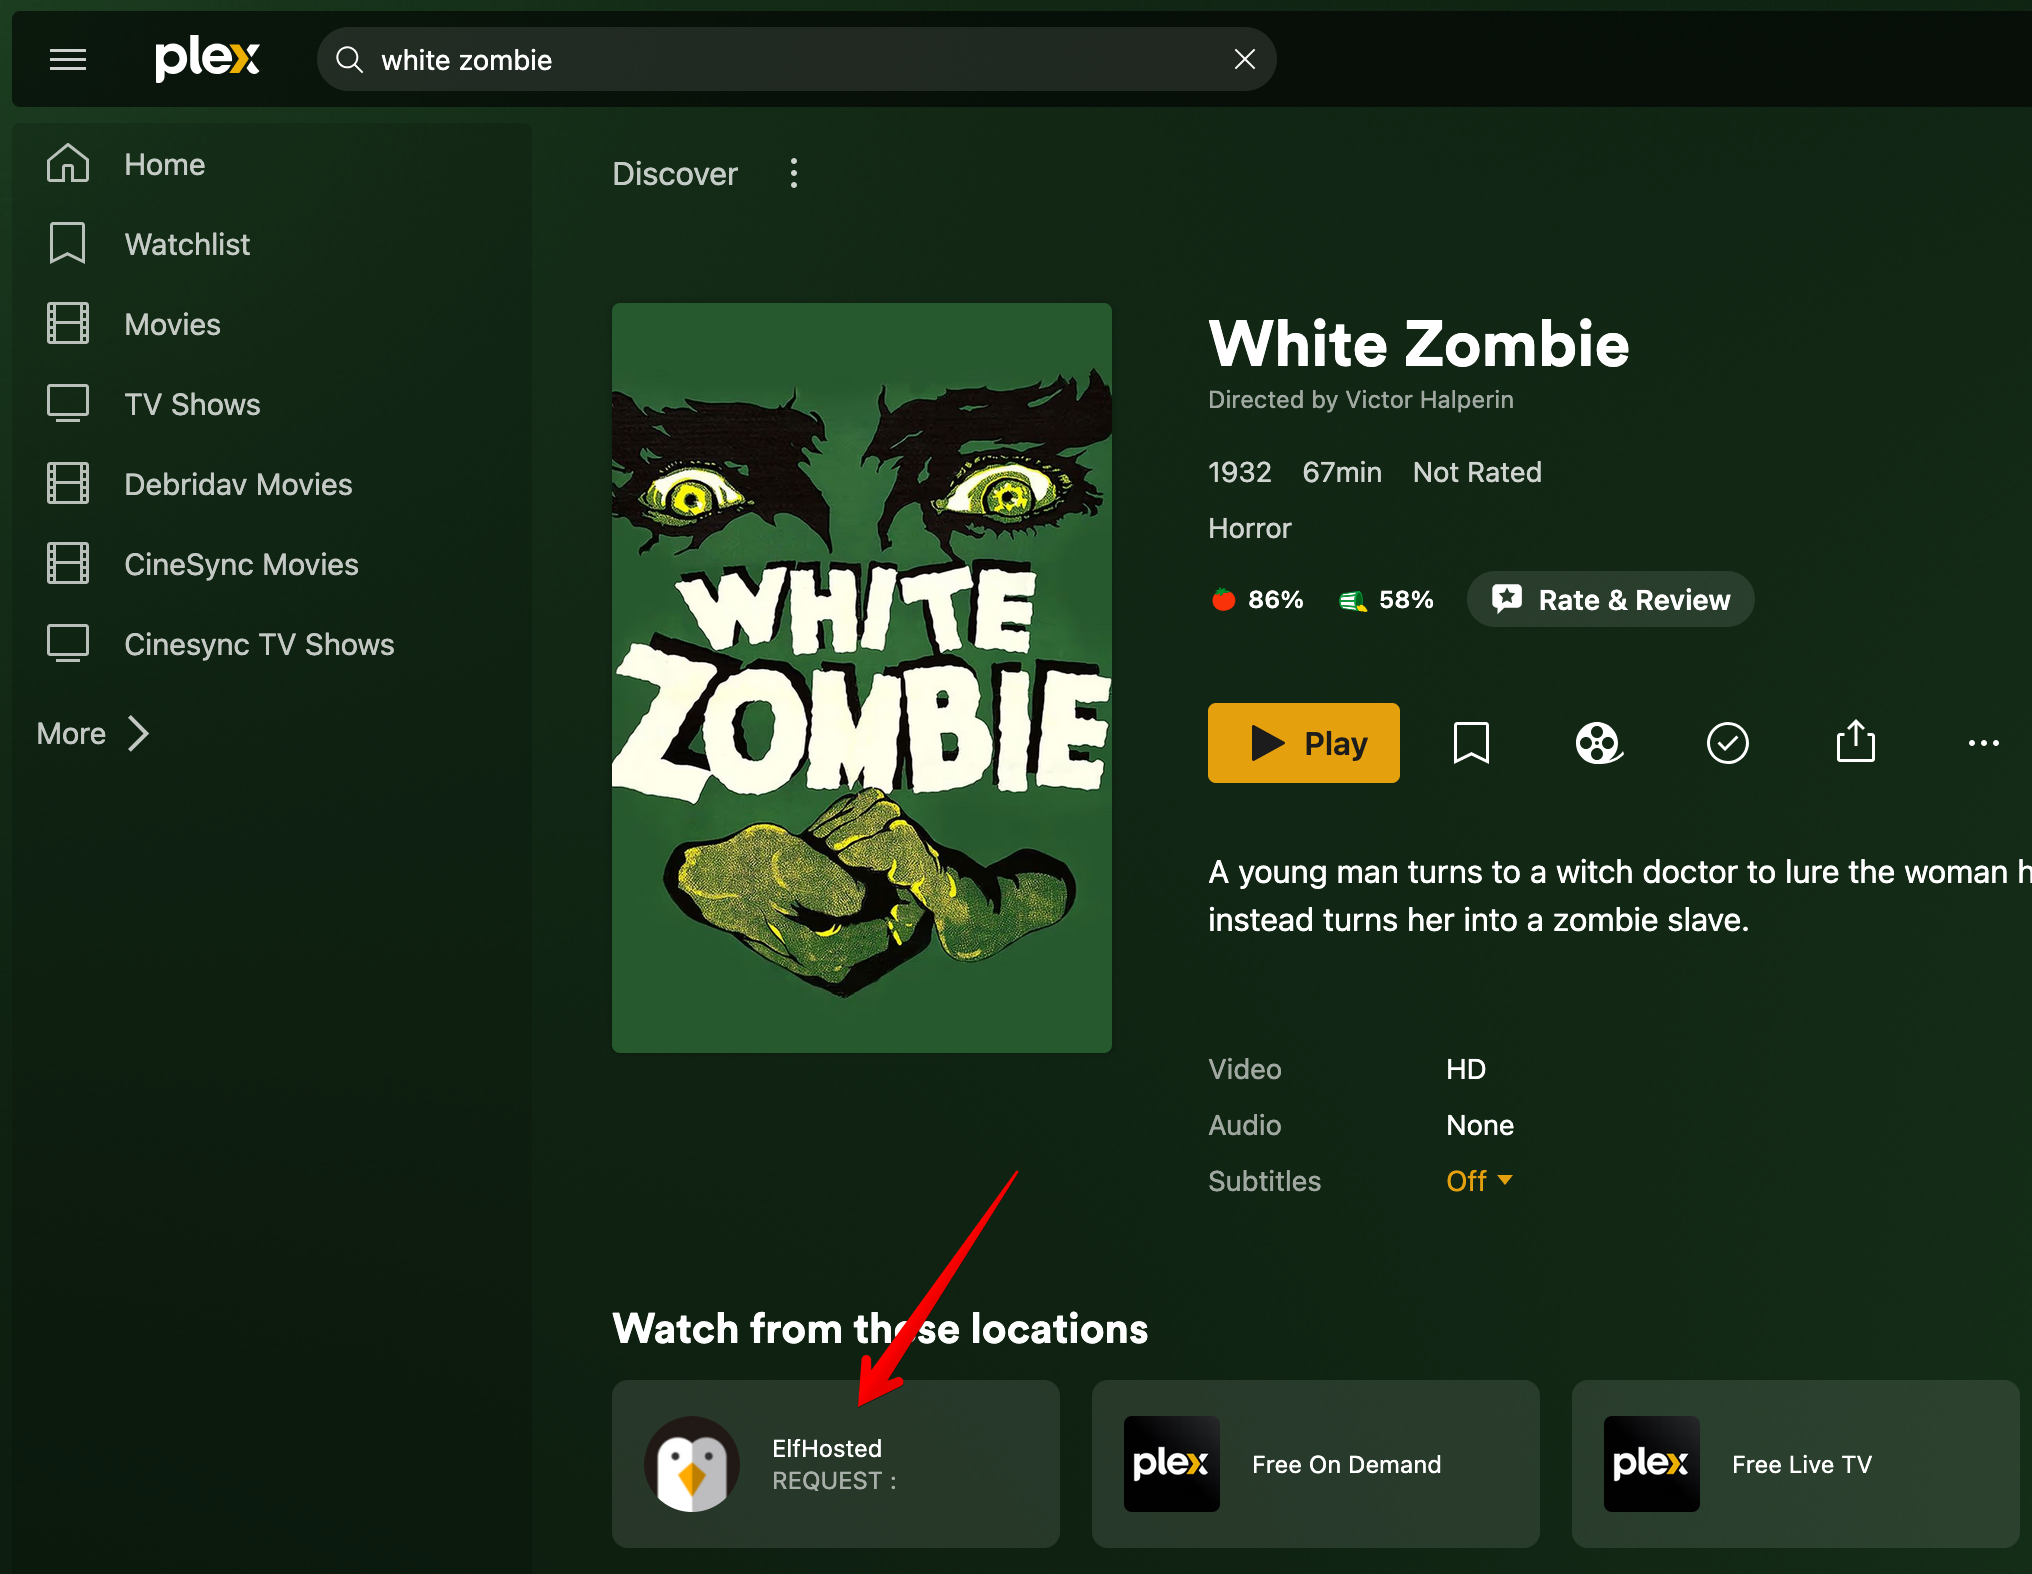 plex
white zombie
Home
Watchlist
Movies
TV Shows
Debridav Movies
CineSync Movies
Cinesync TV Shows
More
Discover
WHITE
ZOMBIE
White Zombie
Directed by Victor Halperin
1932 67min Not Rated
Horror
86% 58% Rate & Review
Play
A young man turns to a witch doctor to lure the woman
instead turns her into a zombie slave.
Video HD
Audio None
Subtitles Off
Watch from these locations
ElfHosted
REQUEST :
plex
Free On Demand
plex
Free Live TV